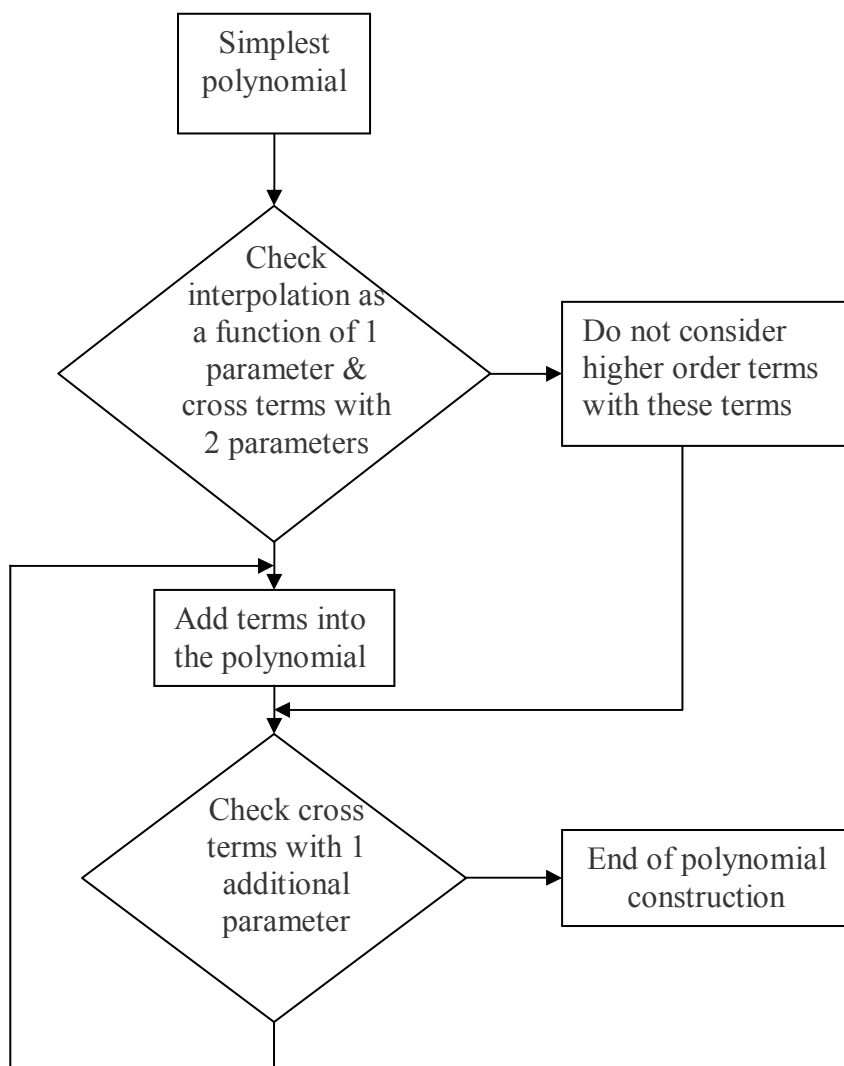 Simplest
polynomial
Check
interpolation as
a function of 1
parameter &
cross terms with
2 parameters
Do not consider
higher order terms
with these terms
Add terms into
the polynomial
Check cross
terms with 1
additional
parameter
End of polynomial
construction